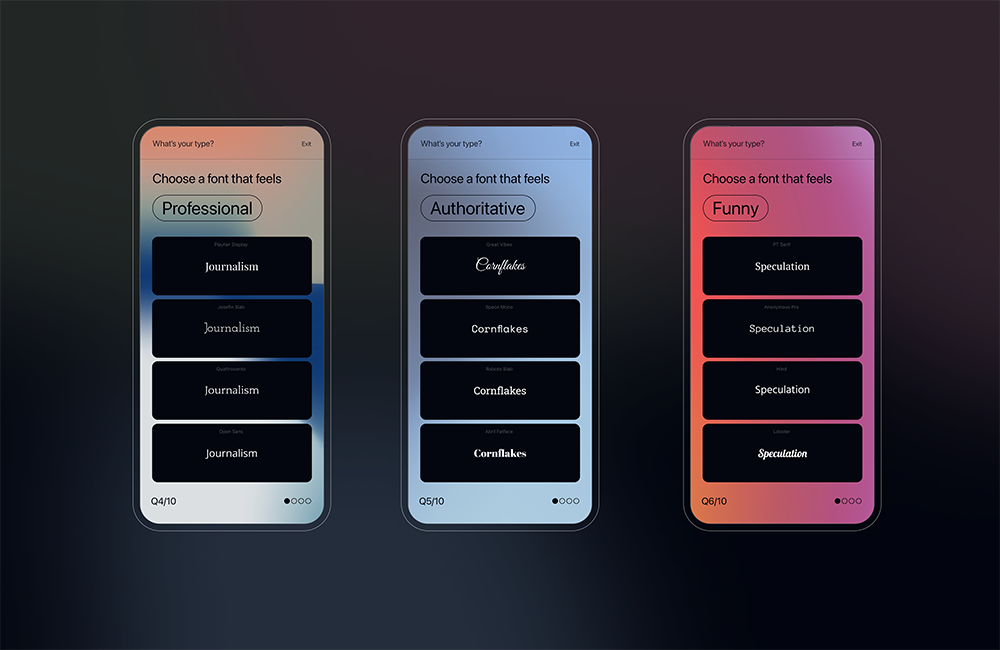 What's your type?
Exit
Choose a font that feels
Professional
Playfair Display
Journalism
Josefin Slab
Journalism
Quattrocento
Journalism
Open Sans
Journalism
Q4/10
What's your type?
Exit
Choose a font that feels
Authoritative
Great Vibes
Cornflakes
Space Mono
Cornflakes
Roboto Slab
Cornflakes
Abril Fatface
Cornflakes
Q5/10
What's your type?
Exit
Choose a font that feels
Funny
PT Serif
Speculation
Anonymous Pro
Speculation
Hind
Speculation
Lobster
Speculation
Q6/10